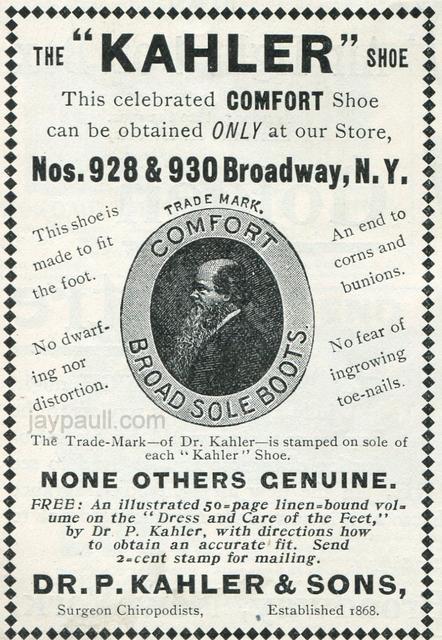 THE "KAHLER" SHOE
This celebrated COMFORT Shoe
can be obtained ONLY at our Store,
Nos. 928 & 930 Broadway, N. Y.
TRADE MARK.
COMFORT
BROAD SOLE BOOTS.
This shoe is
made to fit
the foot.
No dwarf-
ing nor
distortion.
An end to
corns and
bunions.
No fear of
ingrowing
toe-nails.
jaypaull.com
The Trade-Mark—of Dr. Kahler—is stamped on sole of
each "Kahler" Shoe.
NONE OTHERS GENUINE.
FREE: An illustrated 50=page linen=bound vol=
ume on the "Dress and Care of the Feet,"
by Dr. P. Kahler, with directions how
to obtain an accurate fit. Send
2=cent stamp for mailing.
DR. P. KAHLER & SONS,
Surgeon Chiropodists, Established 1868.